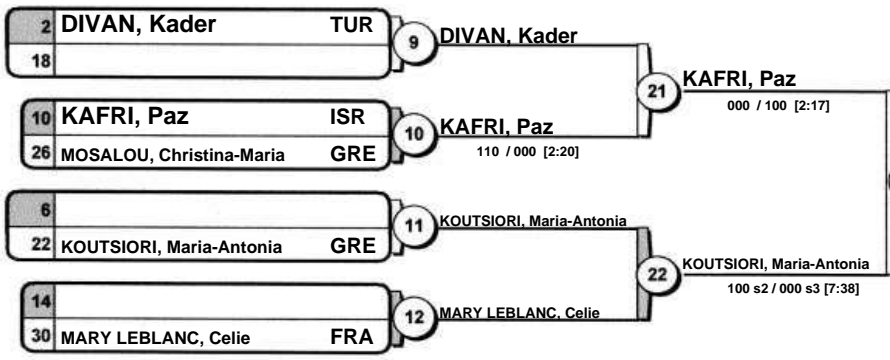 2 DIVAN, Kader TUR
18
9 DIVAN, Kader
10 KAFRI, Paz ISR
26 MOSALOU, Christina-Maria GRE
10 KAFRI, Paz
110 / 000 [2:20]
21 KAFRI, Paz
000 / 100 [2:17]
6
22 KOUTSIORI, Maria-Antonia GRE
11 KOUTSIORI, Maria-Antonia
14
30 MARY LEBLANC, Celie FRA
12 MARY LEBLANC, Celie
22 KOUTSIORI, Maria-Antonia
100 s2 / 000 s3 [7:38]